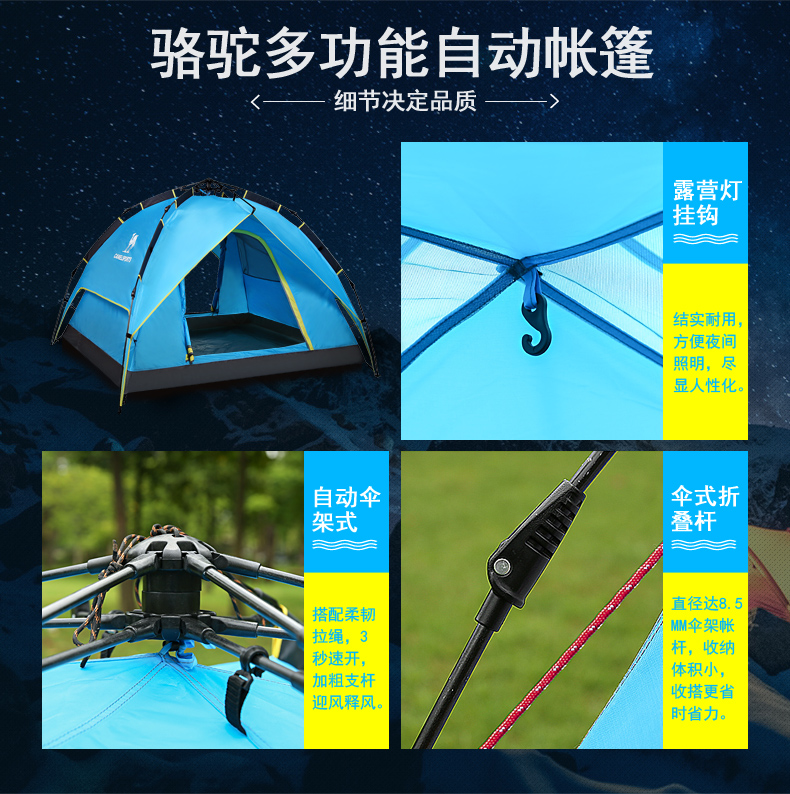 骆驼多功能自动帐篷
细节决定品质
露营灯
挂钩
结实耐用，
方便夜间
照明，尽
显人性化。
自动伞
架式
搭配柔韧
拉绳，3
秒速开，
加粗支杆
迎风释风。
伞式折
叠杆
直径达8.5
MM伞架帐
杆，收纳
体积小，
收搭更省
时省力。